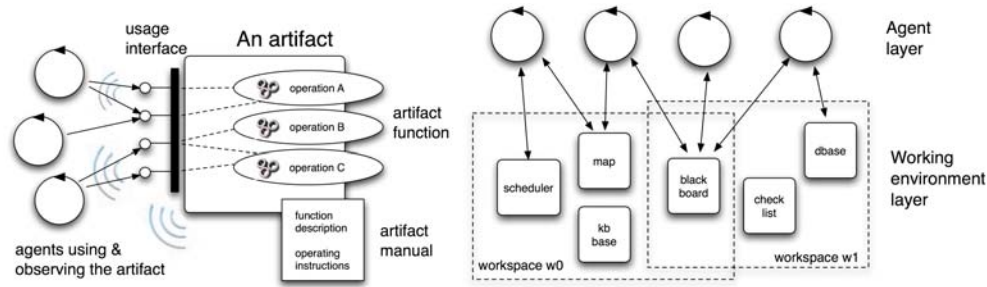 usage
interface
An artifact
operation A
operation B
operation C
artifact
function
function
description
operating
instructions
artifact
manual
agents using &
observing the artifact
Agent
layer
scheduler
map
kb
base
black
board
check
list
dbase
Working
environment
layer
workspace w0
workspace w1